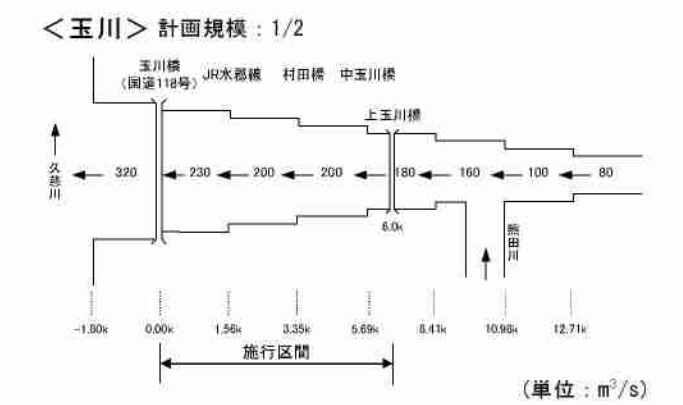 ＜玉川＞ 計画規模：1/2
玉川橋
（国道118号）
JR水郡線
村田橋
中玉川橋
上玉川橋
久慈川
320
230
200
200
180
160
100
80
6.0k
熊田川
-1.80k
0.00k
1.56k
3.35k
5.69k
8.41k
10.98k
12.71k
施行区間
（単位：m³/s）